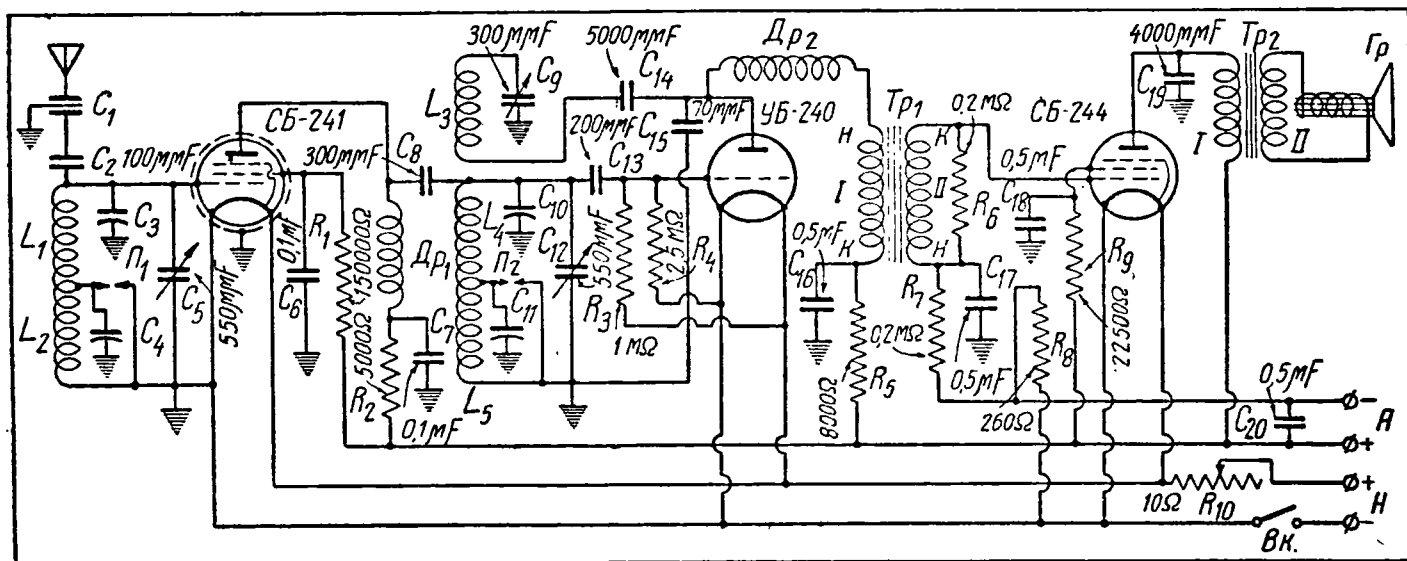 C₁
C₂
C₃
L₁
П₁
L₂
C₄
C₅
550mmF
100mmF
СБ-241
0,1mF
C₆
R₁
15000Ω
300mmF
C₈
Др₁
C₇
5000Ω
R₂
0,1mF
300mmF
C₉
L₃
5000mmF
C₁₄
200mmF
C₁₃
70mmF
C₁₅
L₄
C₁₀
П₂
C₁₁
L₅
C₁₂
550mmF
R₃
1MΩ
2,5MΩ
R₄
Др₂
УБ-240
Тр₁
Н
К
I
II
К
Н
0,5mF
C₁₆
8000Ω
R₅
0,2MΩ
R₆
R₇
0,2MΩ
C₁₇
0,5mF
СБ-244
0,5mF
C₁₈
R₈
260Ω
R₉
22500Ω
4000mmF
C₁₉
Тр₂
I
II
Гр
0,5mF
C₂₀
-
А
+
+
Н
-
10Ω
R₁₀
Вк.